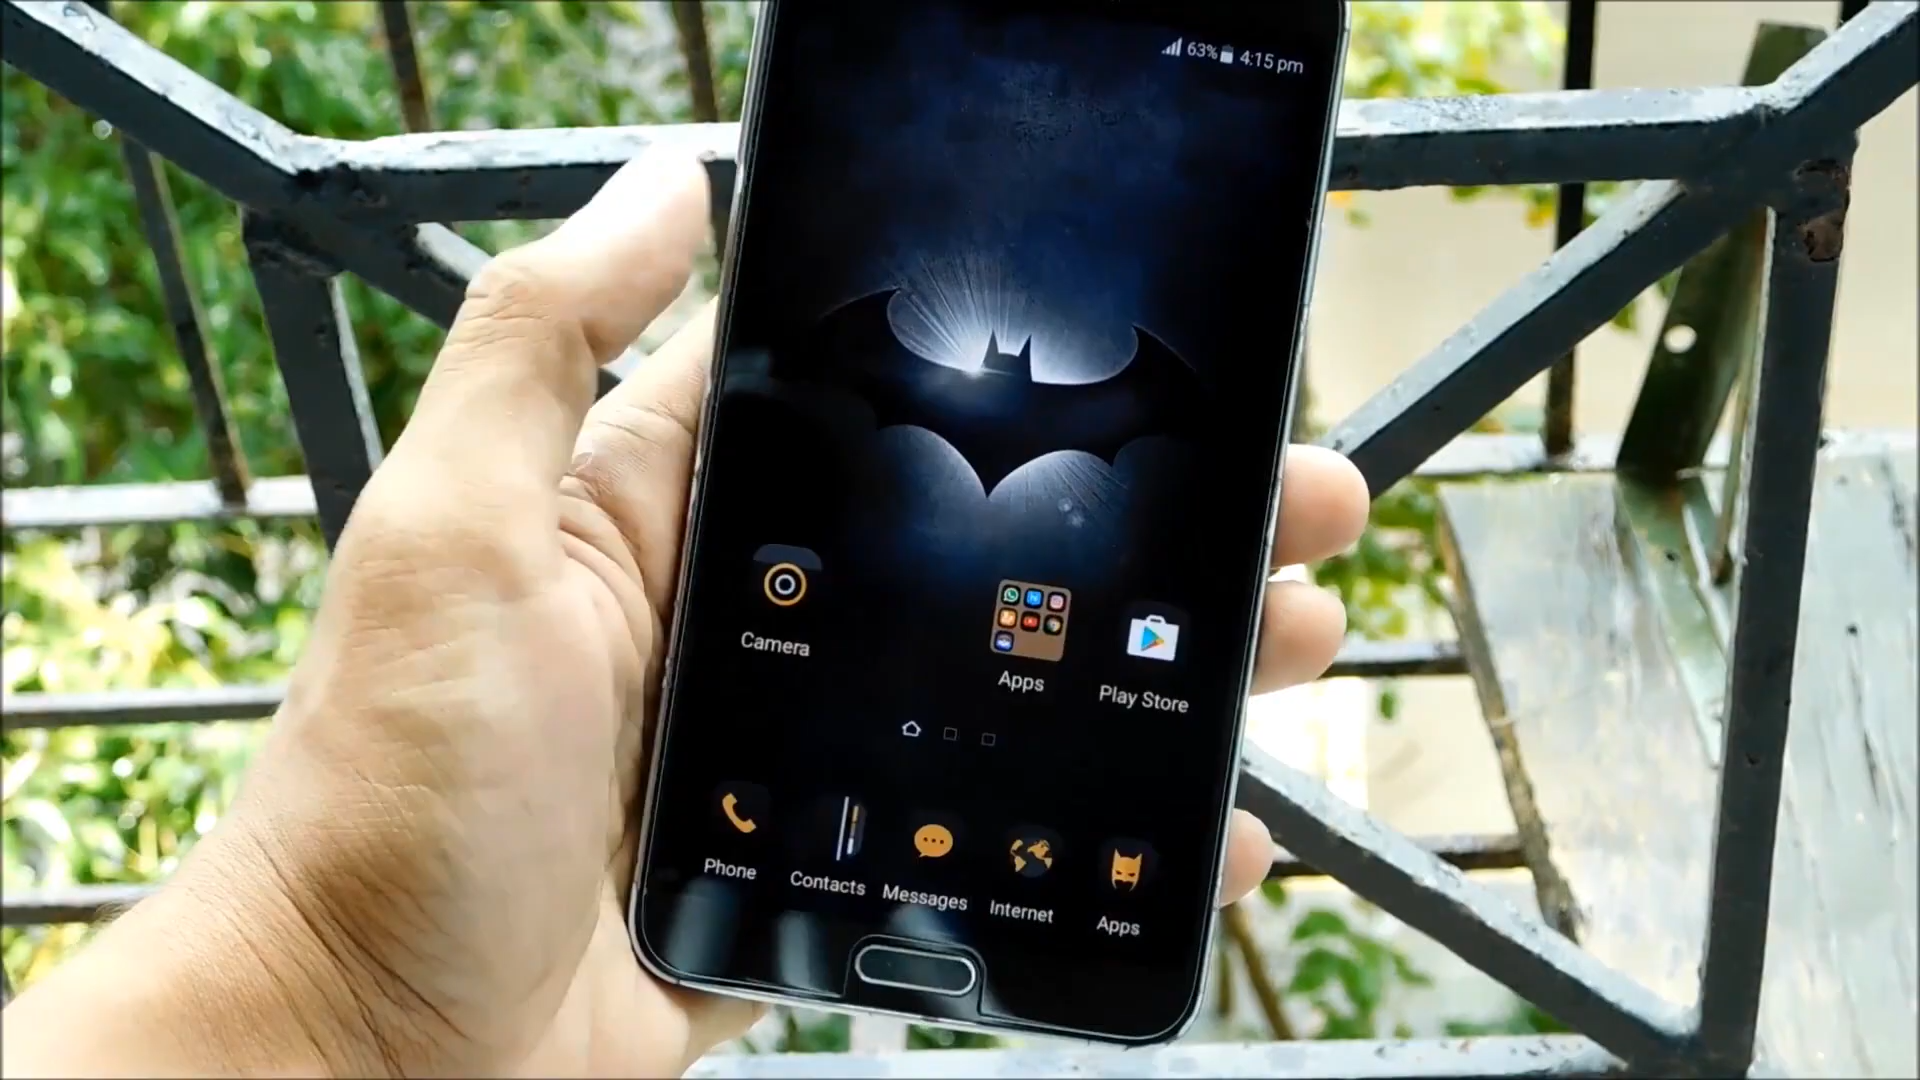 63% 4:15 pm
Camera
Apps
Play Store
Phone
Contacts
Messages
Internet
Apps